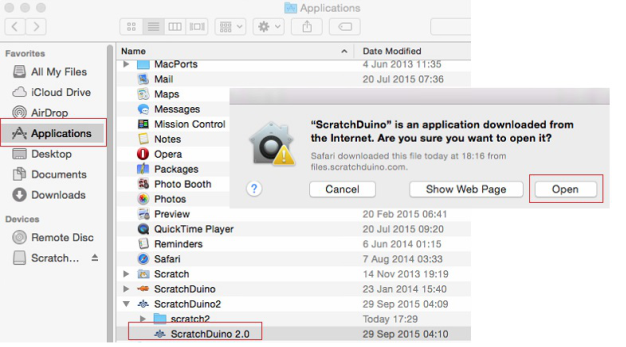 Applications
Favorites
All My Files
iCloud Drive
AirDrop
Applications
Desktop
Documents
Downloads
Devices
Remote Disc
Scratch...
Name Date Modified
MacPorts 4 Jun 2013 11:35
Mail 20 Jul 2015 07:36
Maps
Messages
Mission Control
Notes
Opera
Packages
Photo Booth
Photos
Preview 20 Feb 2015 06:41
QuickTime Player 20 Jul 2015 09:20
Reminders 6 Jun 2014 01:15
Safari 7 Aug 2014 03:33
Scratch 14 Nov 2013 19:19
ScratchDuino 23 Jan 2014 15:40
ScratchDuino2 29 Sep 2015 04:09
scratch2 Today 17:29
ScratchDuino 2.0 29 Sep 2015 04:10
“ScratchDuino” is an application downloaded from
the Internet. Are you sure you want to open it?
Safari downloaded this file today at 18:16 from
files.scratchduino.com.
? Cancel Show Web Page Open